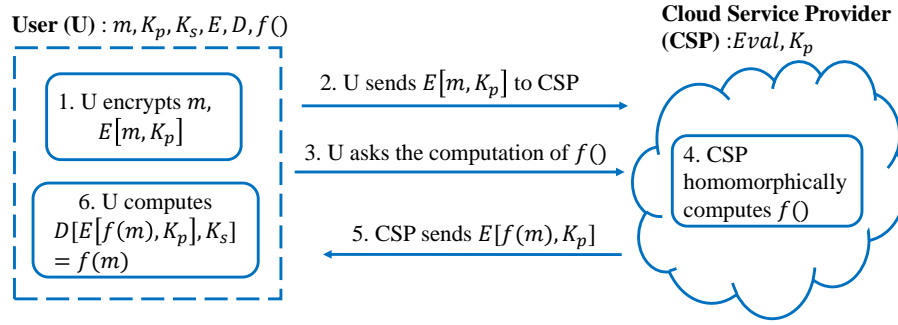 User (U) : m, K_p, K_s, E, D, f()
Cloud Service Provider
(CSP) :Eval, K_p
1. U encrypts m,
E[m, K_p]
2. U sends E[m, K_p] to CSP
3. U asks the computation of f()
4. CSP
homomorphically
computes f()
5. CSP sends E[f(m), K_p]
6. U computes
D[E[f(m), K_p], K_s]
= f(m)